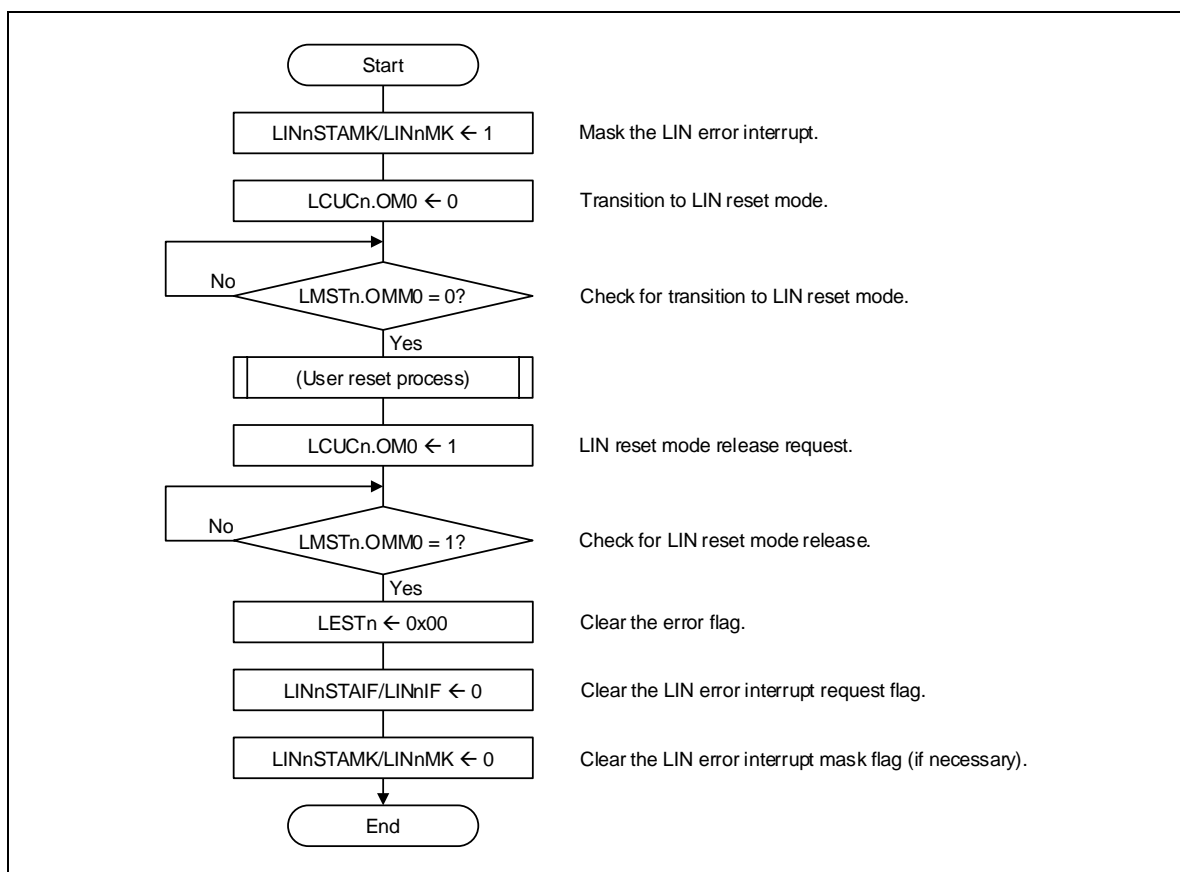 Start
LINnSTAMK/LINnMK ← 1 Mask the LIN error interrupt.
LCUCn.OM0 ← 0 Transition to LIN reset mode.
No
LMSTn.OMM0 = 0? Check for transition to LIN reset mode.
Yes
(User reset process)
LCUCn.OM0 ← 1 LIN reset mode release request.
No
LMSTn.OMM0 = 1? Check for LIN reset mode release.
Yes
LESTn ← 0x00 Clear the error flag.
LINnSTAIF/LINnIF ← 0 Clear the LIN error interrupt request flag.
LINnSTAMK/LINnMK ← 0 Clear the LIN error interrupt mask flag (if necessary).
End